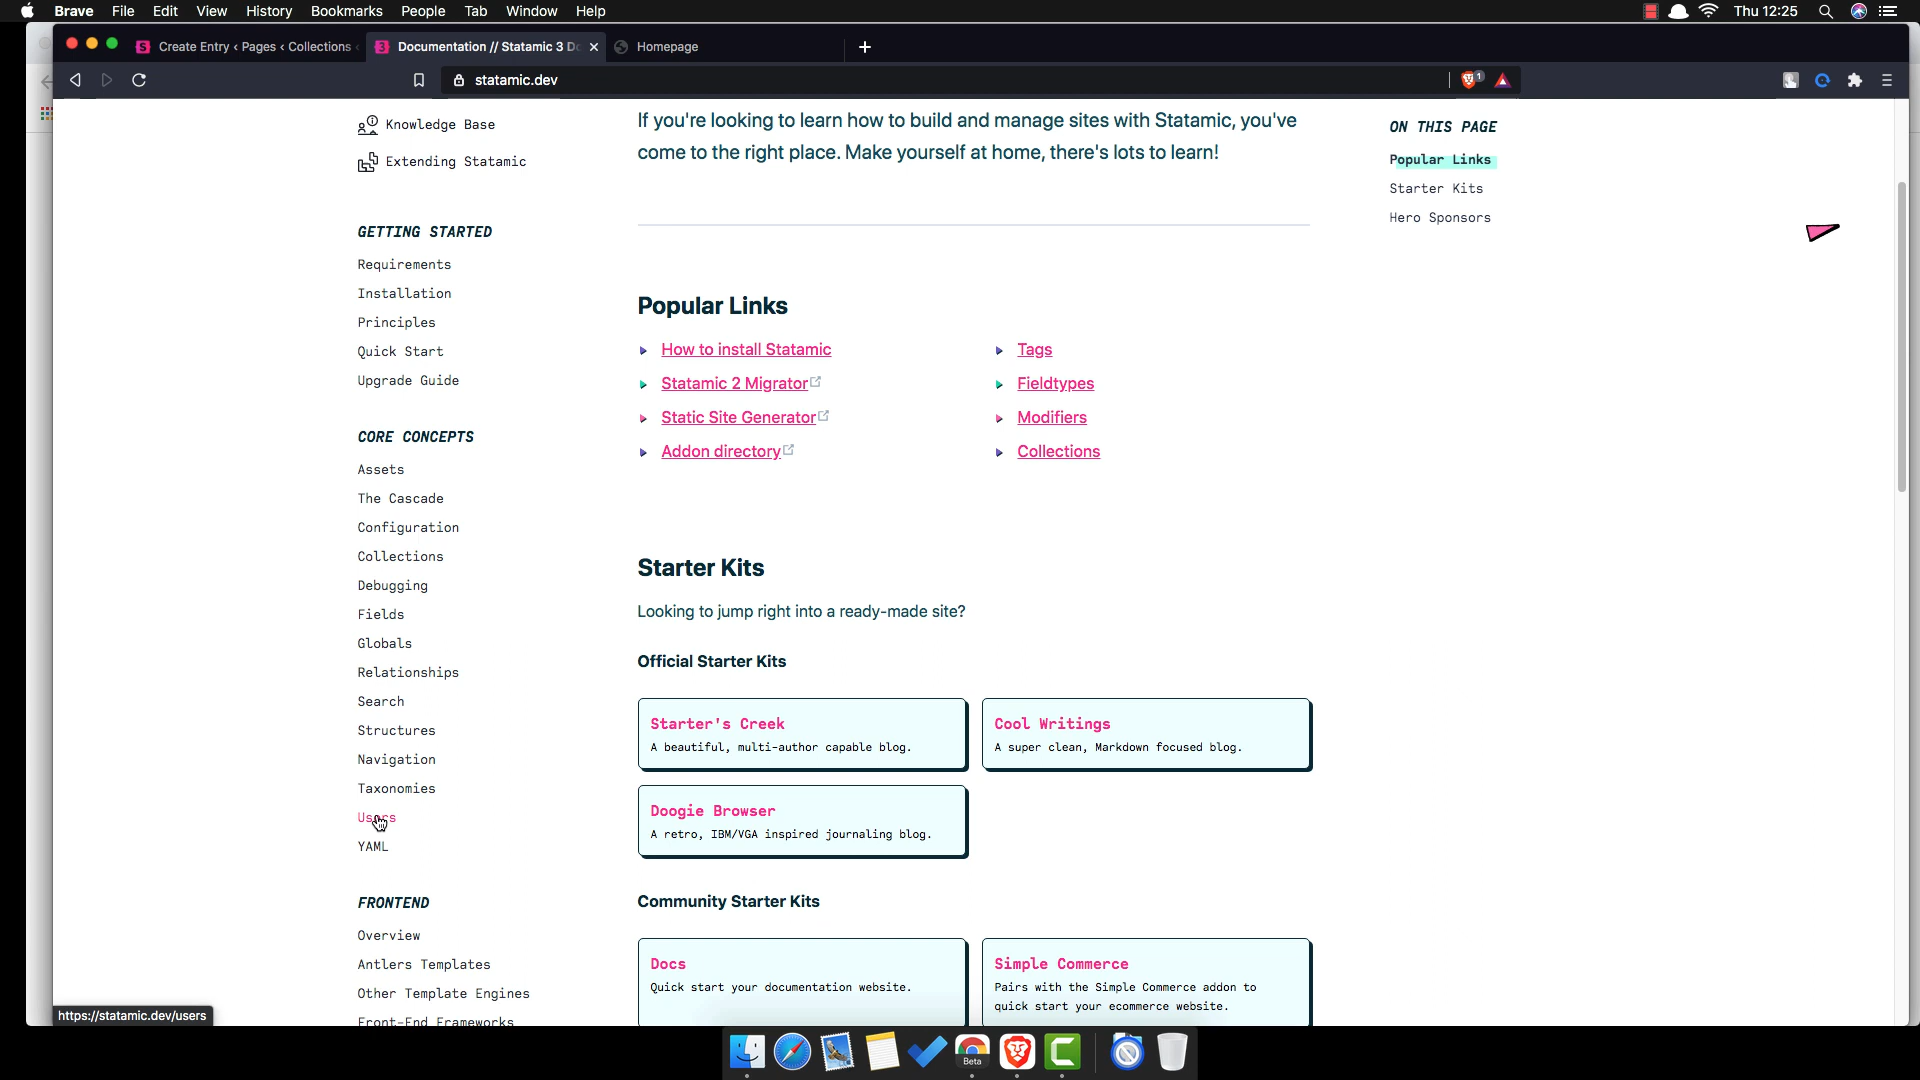 Brave File Edit View History Bookmarks People Tab Window Help
Thu 12:25
Create Entry ‹ Pages ‹ Collections ‹
Documentation // Statamic 3 Do
Homepage
statamic.dev
1
Knowledge Base
Extending Statamic
GETTING STARTED
Requirements
Installation
Principles
Quick Start
Upgrade Guide
CORE CONCEPTS
Assets
The Cascade
Configuration
Collections
Debugging
Fields
Globals
Relationships
Search
Structures
Navigation
Taxonomies
Users
YAML
FRONTEND
Overview
Antlers Templates
Other Template Engines
Front-End Frameworks
If you're looking to learn how to build and manage sites with Statamic, you've
come to the right place. Make yourself at home, there's lots to learn!
Popular Links
How to install Statamic
Statamic 2 Migrator
Static Site Generator
Addon directory
Tags
Fieldtypes
Modifiers
Collections
Starter Kits
Looking to jump right into a ready-made site?
Official Starter Kits
Starter's Creek
A beautiful, multi-author capable blog.
Cool Writings
A super clean, Markdown focused blog.
Doogie Browser
A retro, IBM/VGA inspired journaling blog.
Community Starter Kits
Docs
Quick start your documentation website.
Simple Commerce
Pairs with the Simple Commerce addon to
quick start your ecommerce website.
ON THIS PAGE
Popular Links
Starter Kits
Hero Sponsors
https://statamic.dev/users
Beta